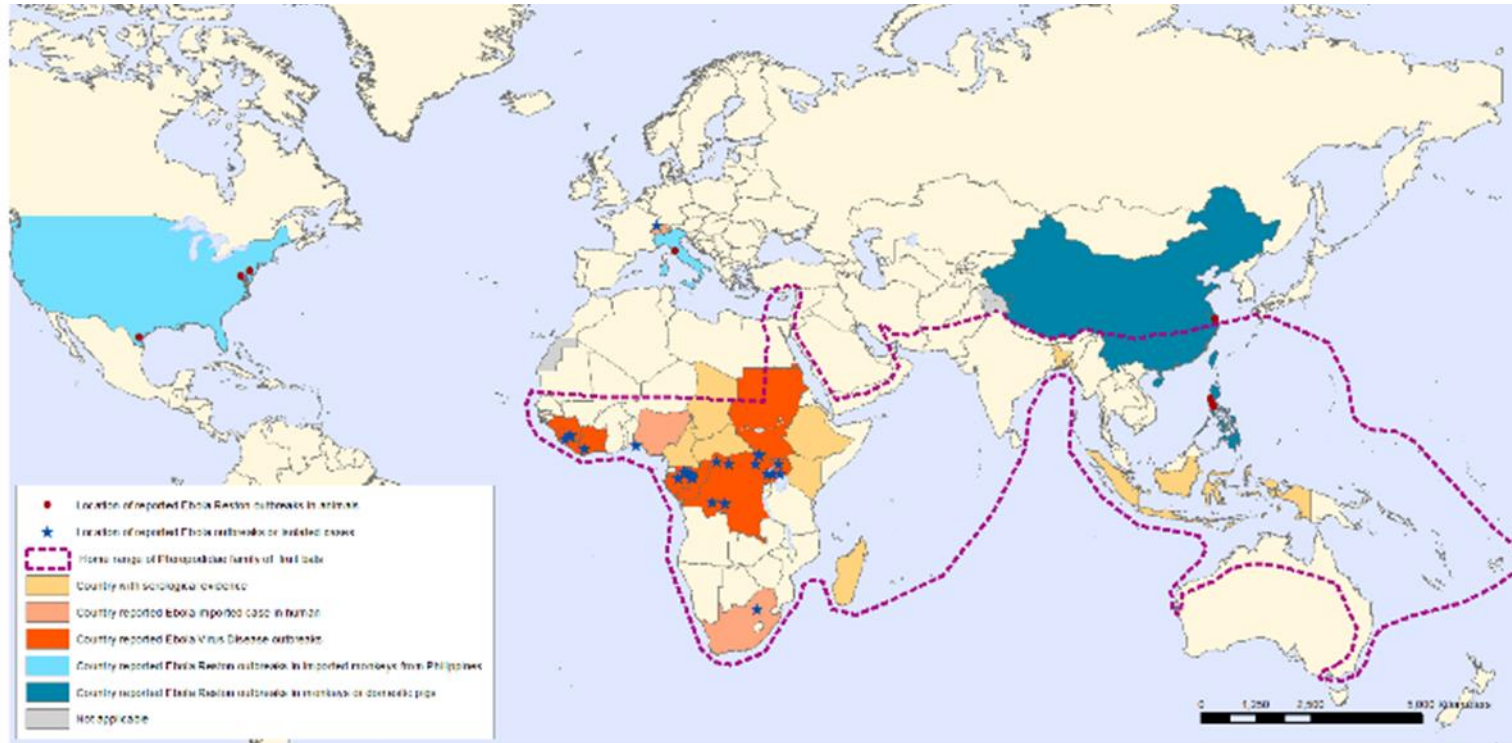 Location of reported Ebola Reston outbreaks in animals
Location of reported Ebola outbreaks or isolated cases
Home range of Pteropodidae family of fruit bats
Country with serological evidence
Country reported Ebola imported case in human
Country reported Ebola Virus Disease outbreaks
Country reported Ebola Reston outbreaks in imported monkeys from Philippines
Country reported Ebola Reston outbreaks in monkeys or domestic pigs
Not applicable
0 1,250 2,500 5,000 Kilometers